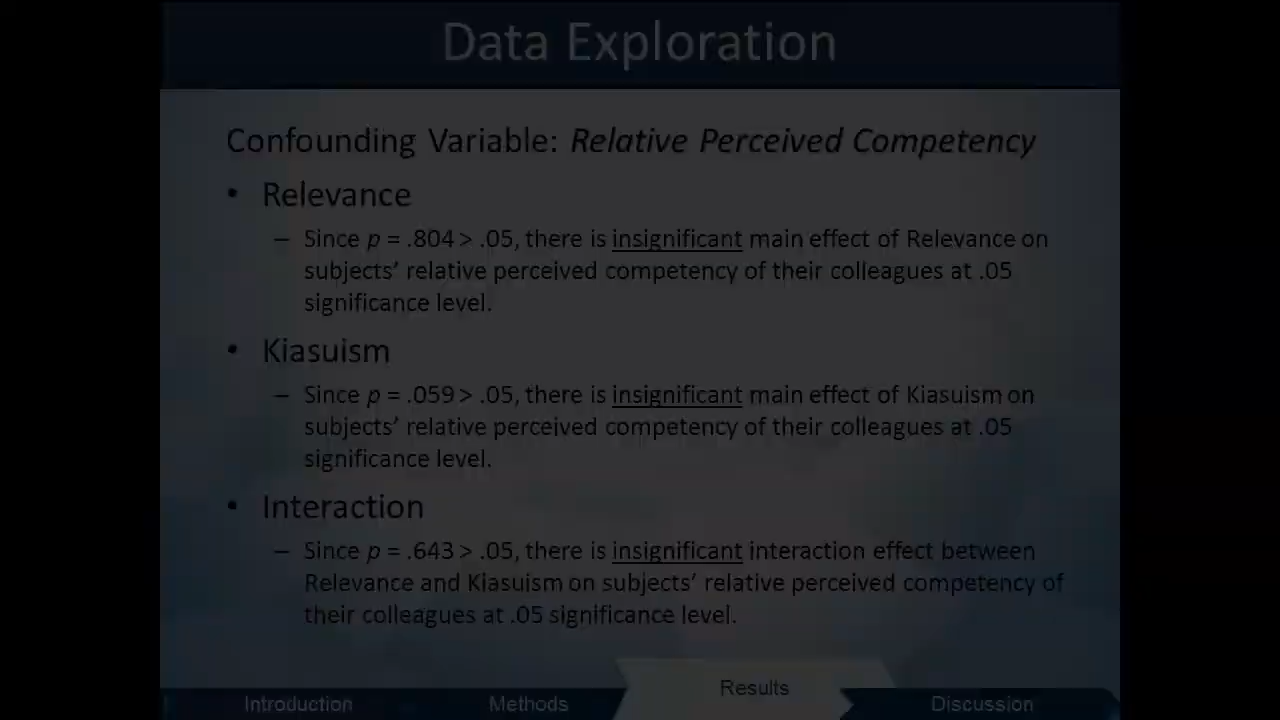 Data Exploration
Confounding Variable: Relative Perceived Competency
• Relevance
– Since p = .804 > .05, there is insignificant main effect of Relevance on
subjects’ relative perceived competency of their colleagues at .05
significance level.
• Kiasuism
– Since p = .059 > .05, there is insignificant main effect of Kiasuism on
subjects’ relative perceived competency of their colleagues at .05
significance level.
• Interaction
– Since p = .643 > .05, there is insignificant interaction effect between
Relevance and Kiasuism on subjects’ relative perceived competency of
their colleagues at .05 significance level.
Introduction Methods Results Discussion